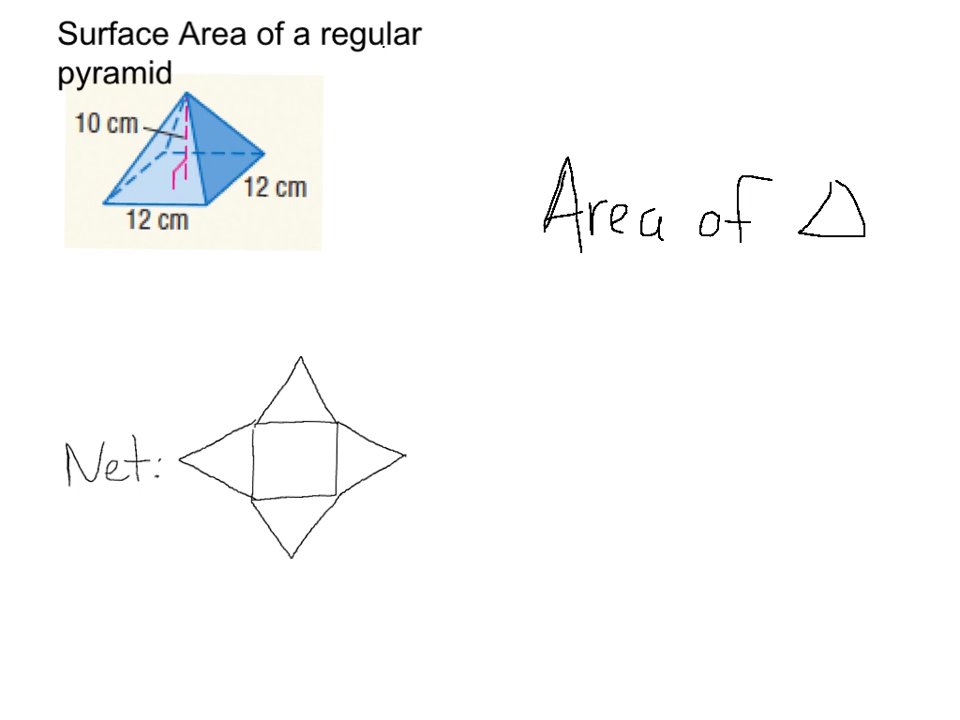 Surface Area of a regular
pyramid
10 cm
12 cm
12 cm
Area of △
Net: